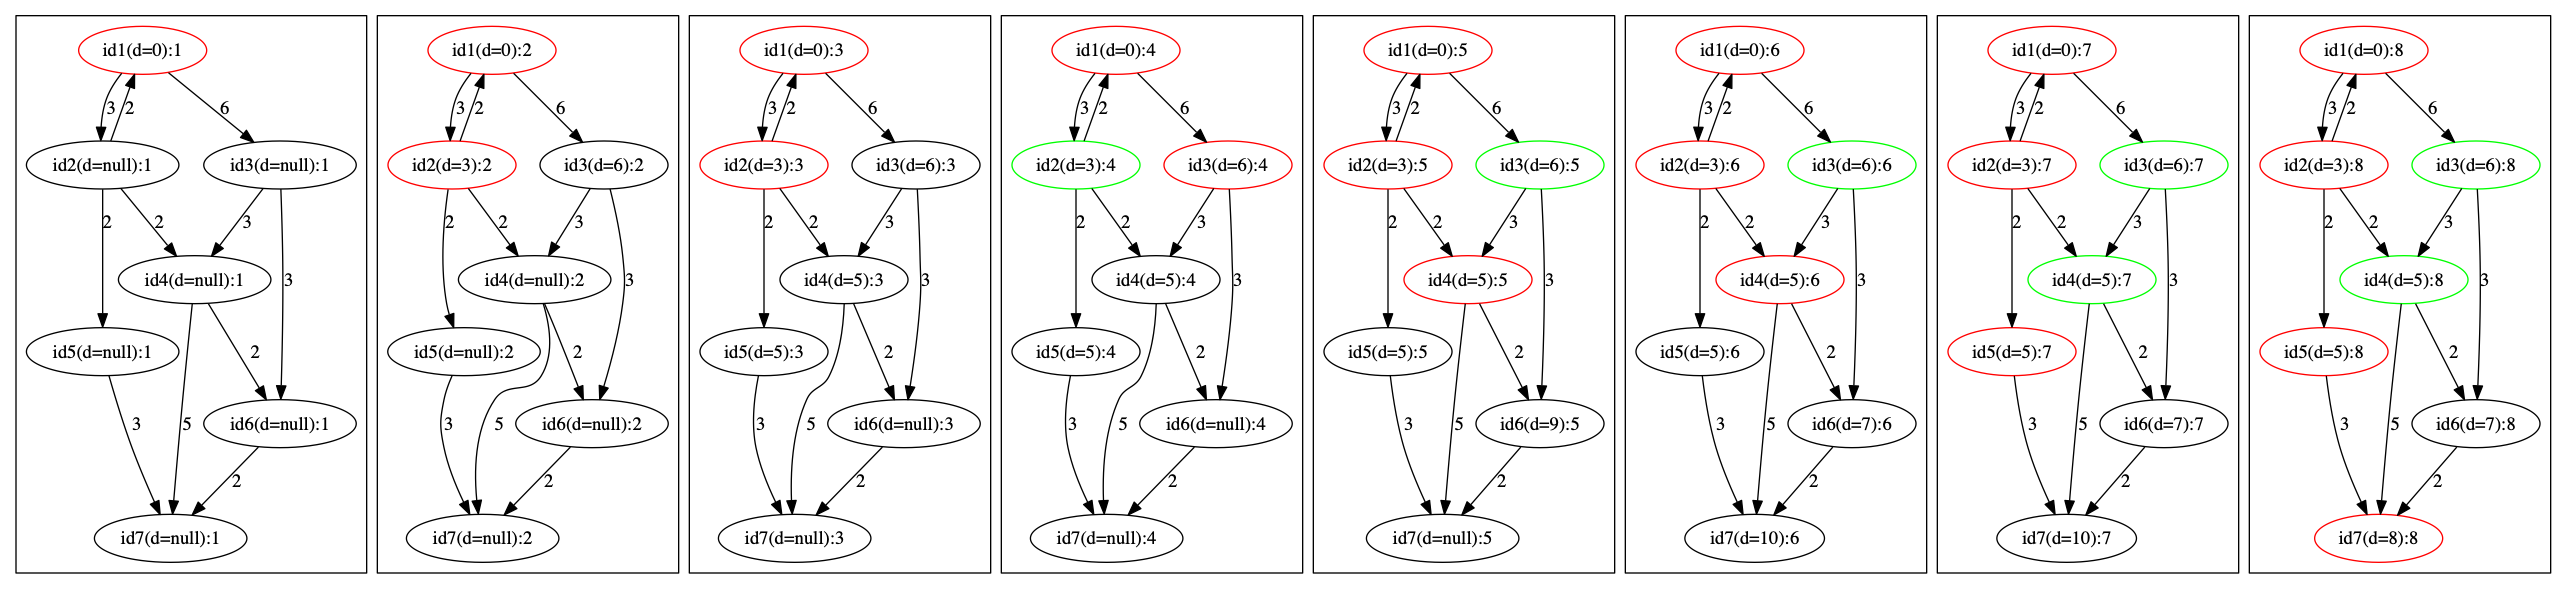 id1(d=0):1
3
2
6
id2(d=null):1
id3(d=null):1
2
2
3
id4(d=null):1
3
id5(d=null):1
2
3
5
id6(d=null):1
2
id7(d=null):1
id1(d=0):2
3
2
6
id2(d=3):2
id3(d=6):2
2
2
3
id4(d=null):2
3
id5(d=null):2
2
3
5
id6(d=null):2
2
id7(d=null):2
id1(d=0):3
3
2
6
id2(d=3):3
id3(d=6):3
2
2
3
id4(d=5):3
3
id5(d=5):3
2
3
5
id6(d=null):3
2
id7(d=null):3
id1(d=0):4
3
2
6
id2(d=3):4
id3(d=6):4
2
2
3
id4(d=5):4
3
id5(d=5):4
2
3
5
id6(d=null):4
2
id7(d=null):4
id1(d=0):5
3
2
6
id2(d=3):5
id3(d=6):5
2
2
3
id4(d=5):5
3
id5(d=5):5
2
3
5
id6(d=9):5
2
id7(d=null):5
id1(d=0):6
3
2
6
id2(d=3):6
id3(d=6):6
2
2
3
id4(d=5):6
3
id5(d=5):6
2
3
5
id6(d=7):6
2
id7(d=10):6
id1(d=0):7
3
2
6
id2(d=3):7
id3(d=6):7
2
2
3
id4(d=5):7
3
id5(d=5):7
2
3
5
id6(d=7):7
2
id7(d=10):7
id1(d=0):8
3
2
6
id2(d=3):8
id3(d=6):8
2
2
3
id4(d=5):8
3
id5(d=5):8
2
3
5
id6(d=7):8
2
id7(d=8):8